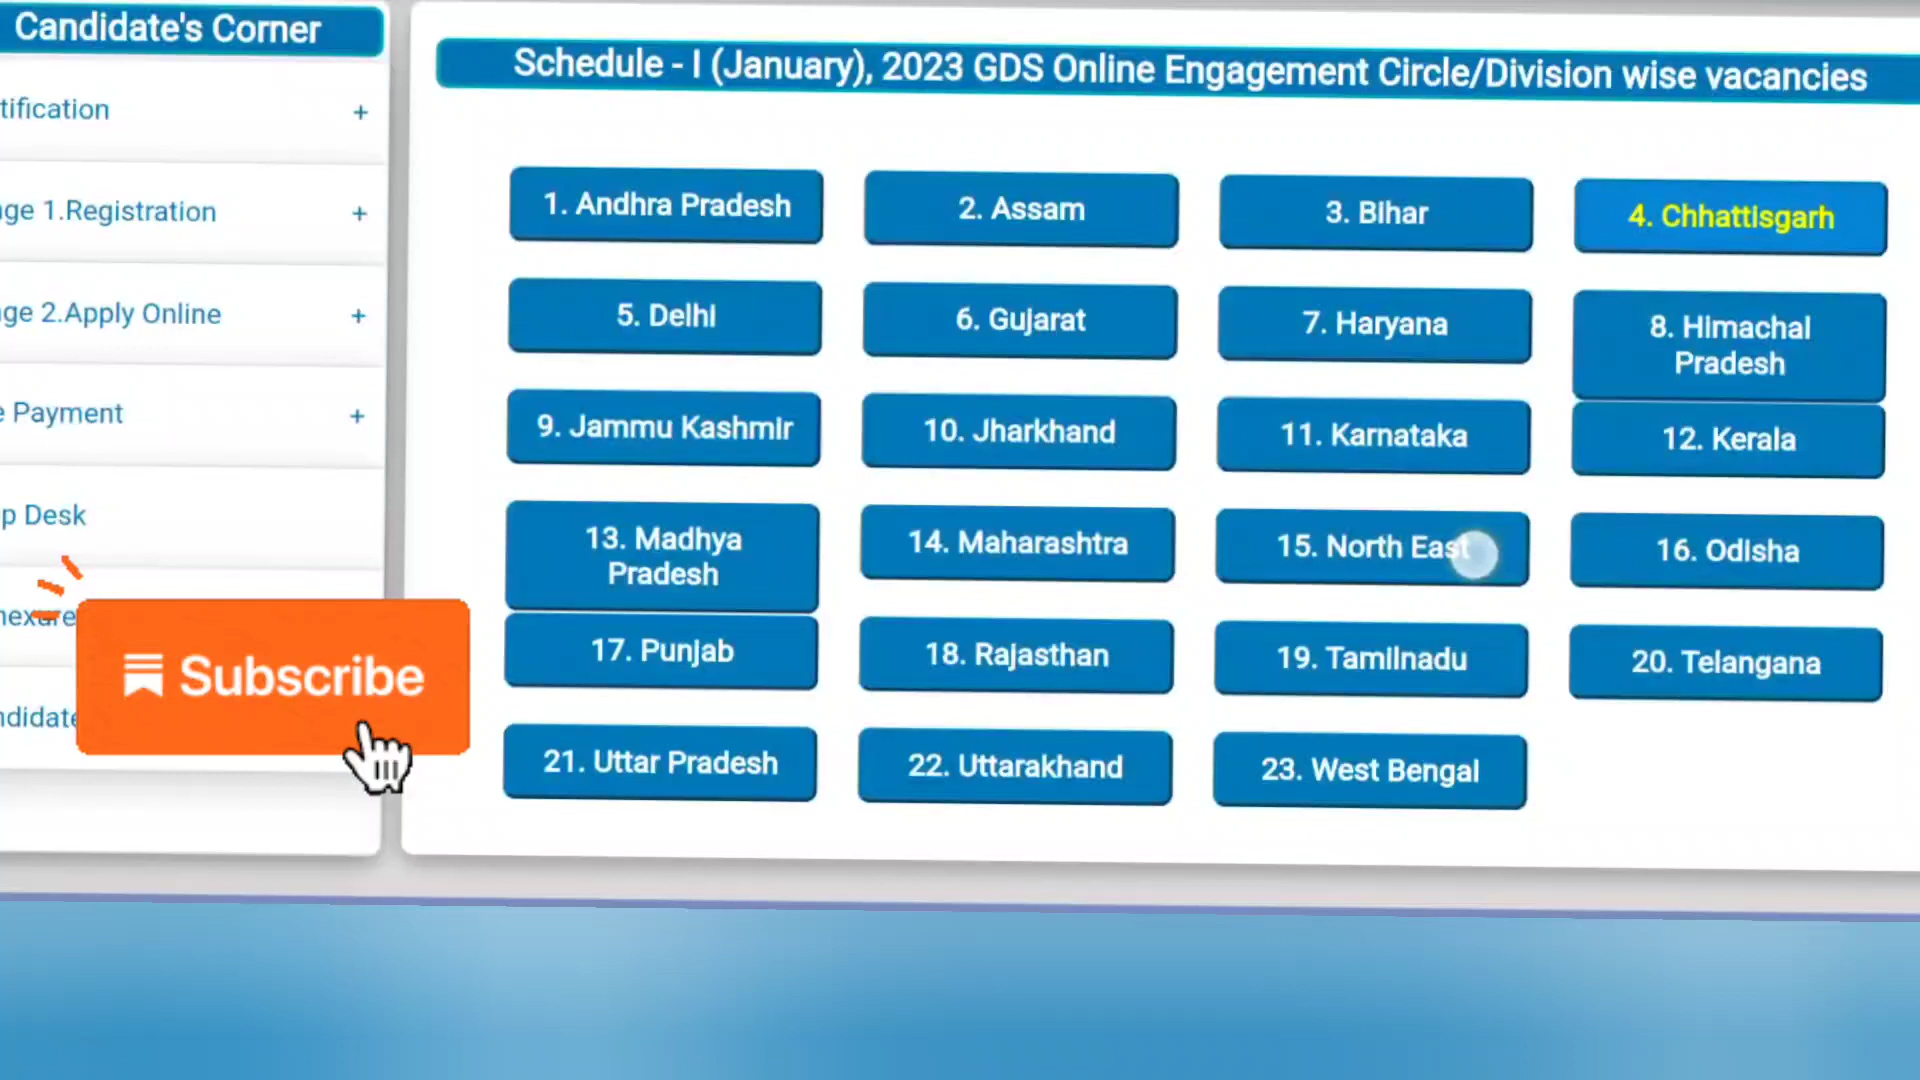 Candidate's Corner
tification +
ge 1.Registration +
ge 2.Apply Online +
e Payment +
p Desk
nexure
ndidate
Subscribe
Schedule - I (January), 2023 GDS Online Engagement Circle/Division wise vacancies
1. Andhra Pradesh
2. Assam
3. Bihar
4. Chhattisgarh
5. Delhi
6. Gujarat
7. Haryana
8. Himachal
Pradesh
9. Jammu Kashmir
10. Jharkhand
11. Karnataka
12. Kerala
13. Madhya
Pradesh
14. Maharashtra
15. North East
16. Odisha
17. Punjab
18. Rajasthan
19. Tamilnadu
20. Telangana
21. Uttar Pradesh
22. Uttarakhand
23. West Bengal